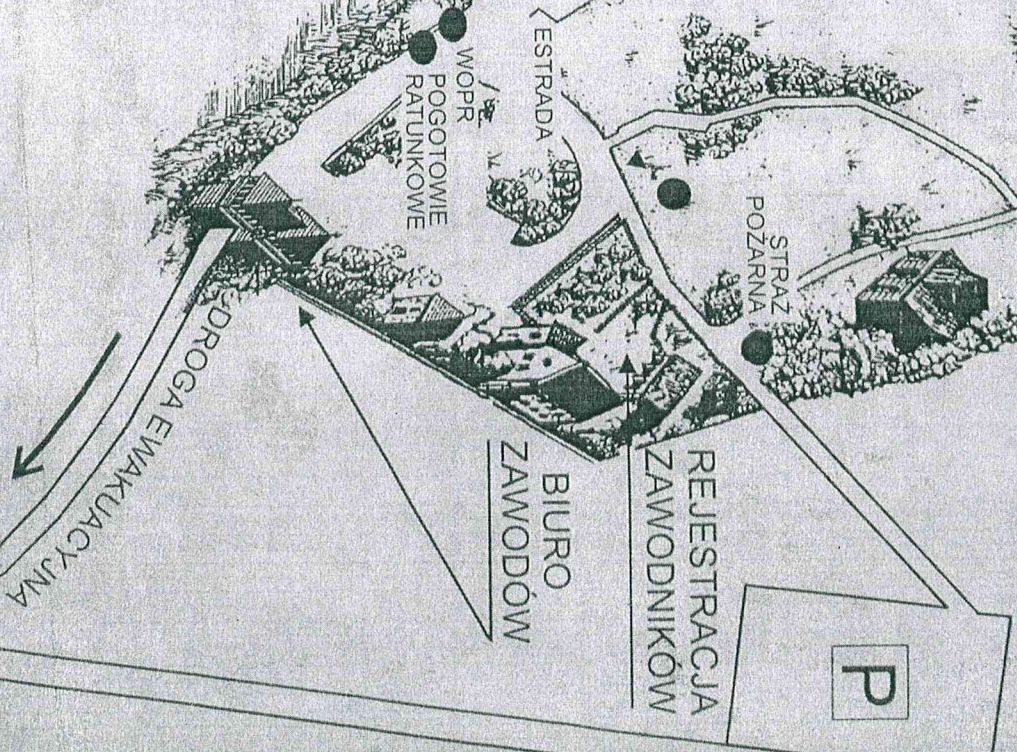 P
STRAŻ
POŻARNA
REJESTRACJA
ZAWODNIKÓW
BIURO
ZAWODÓW
ESTRADA
WOPR
POGOTOWIE
RATUNKOWE
DROGA EWAKUACYJNA